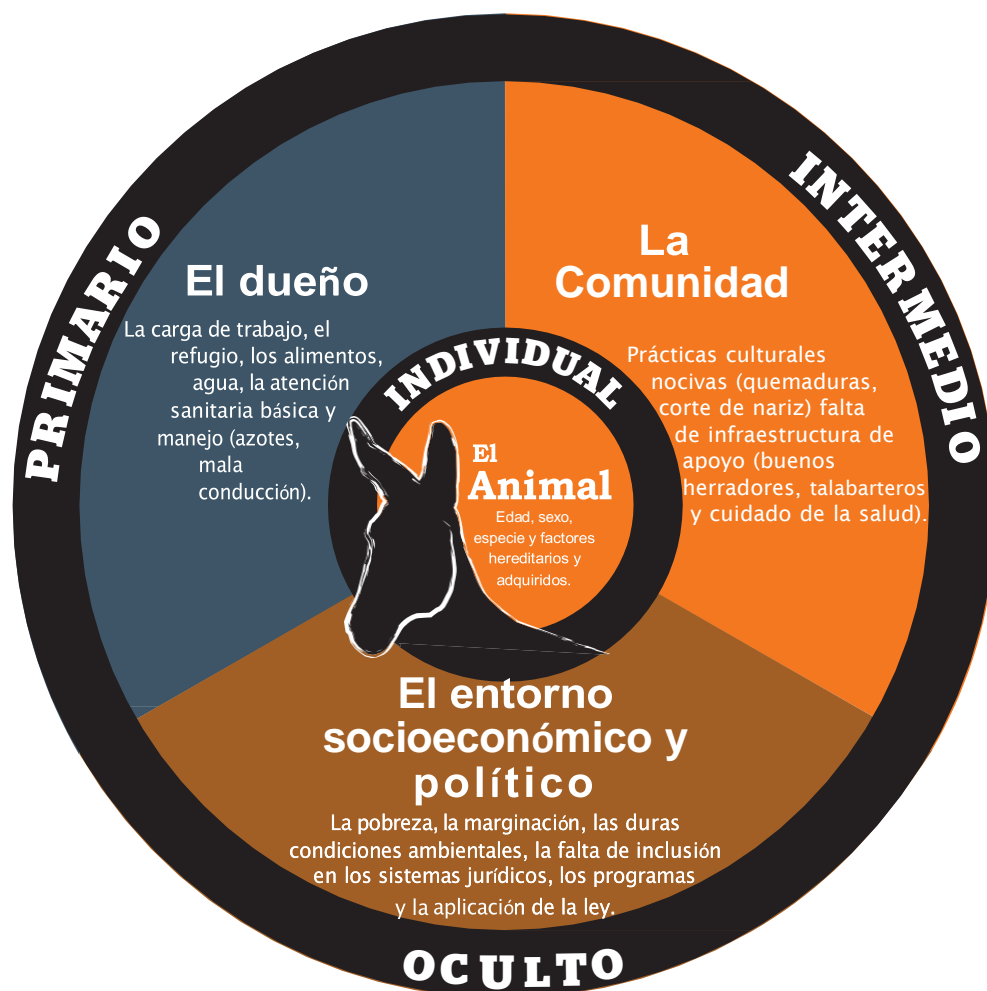 PRIMARIO
El dueño
La carga de trabajo, el
refugio, los alimentos,
agua, la atención
sanitaria básica y
manejo (azotes,
mala
conducción).
INTERMEDIO
La
Comunidad
Prácticas culturales
nocivas (quemaduras,
corte de nariz) falta
de infraestructura de
apoyo (buenos
herradores, talabarteros
y cuidado de la salud).
INDIVIDUAL
El
Animal
Edad, sexo,
especie y factores
hereditarios y
adquiridos.
El entorno
socioeconómico y
político
La pobreza, la marginación, las duras
condiciones ambientales, la falta de inclusión
en los sistemas jurídicos, los programas
y la aplicación de la ley.
OCULTO